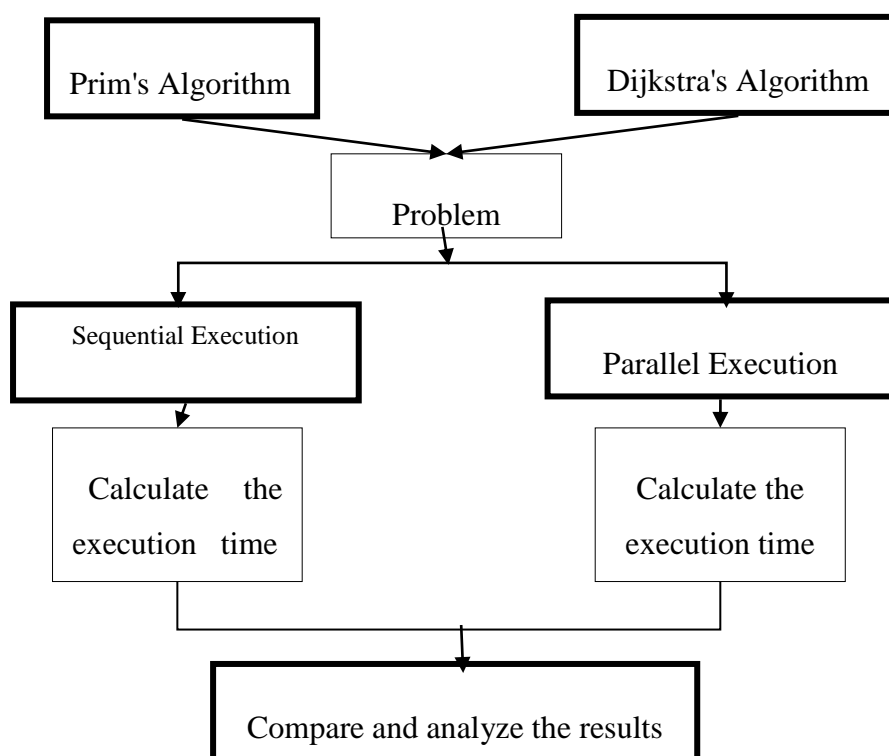 Prim's Algorithm
Dijkstra's Algorithm
Problem
Sequential Execution
Parallel Execution
Calculate the
execution time
Calculate the
execution time
Compare and analyze the results